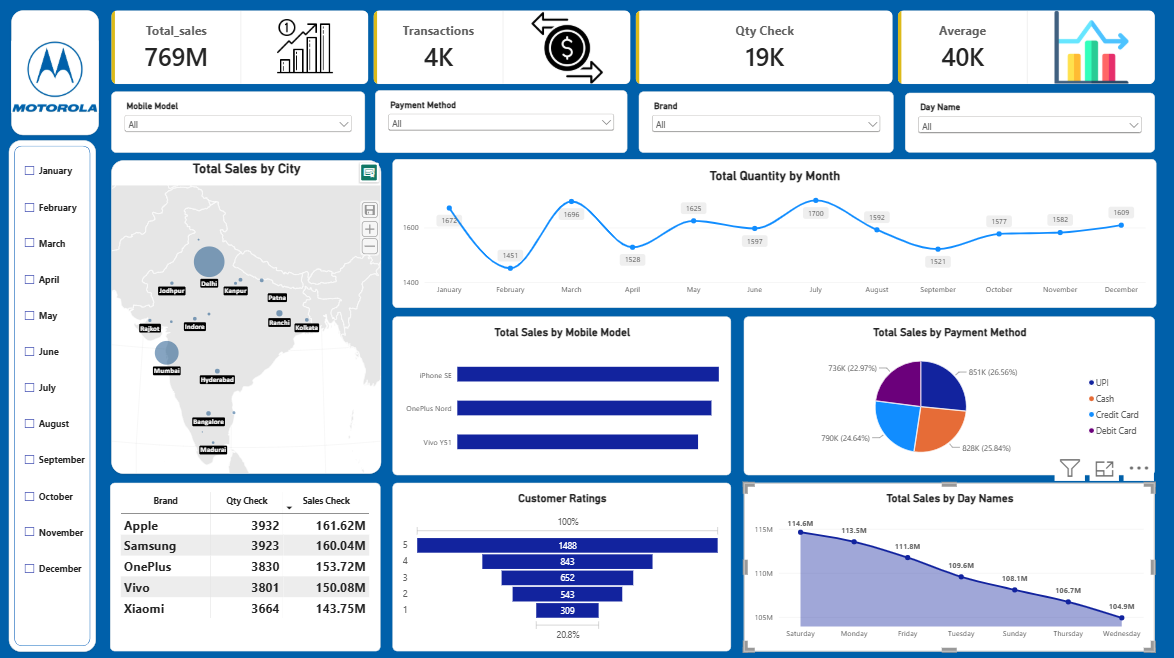 MOTOROLA
Total_sales
769M
1
$
Transactions
4K
Qty Check
19K
Average
40K
Mobile Model
All
Payment Method
All
Brand
All
Day Name
All
January
February
March
April
May
June
July
August
September
October
November
December
Total Sales by City
Delhi
Jodhpur
Kanpur
Patna
Rajkot
Indore
Ranchi
Kolkata
Mumbai
Hyderabad
Bangalore
Madurai
Total Quantity by Month
1600
1400
1672
1451
1696
1528
1625
1597
1700
1592
1521
1577
1582
1609
January February March April May June July August September October November December
Total Sales by Mobile Model
iPhone SE
OnePlus Nord
Vivo Y51
Total Sales by Payment Method
736K (22.97%)
851K (26.56%)
790K (24.64%)
828K (25.84%)
UPI
Cash
Credit Card
Debit Card
Brand Qty Check Sales Check
Apple 3932 161.62M
Samsung 3923 160.04M
OnePlus 3830 153.72M
Vivo 3801 150.08M
Xiaomi 3664 143.75M
Customer Ratings
100%
5 1488
4 843
3 652
2 543
1 309
20.8%
Total Sales by Day Names
115M
110M
105M
114.6M
113.5M
111.8M
109.6M
108.1M
106.7M
104.9M
Saturday Monday Friday Tuesday Sunday Thursday Wednesday